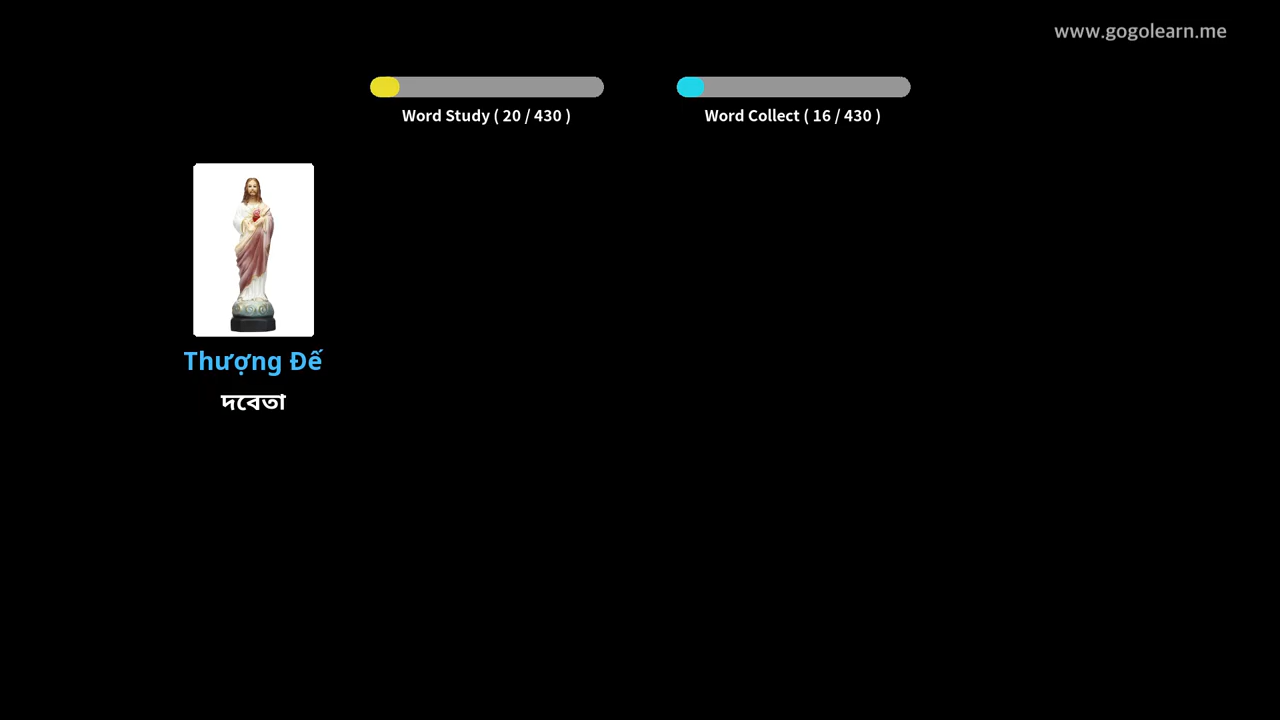 www.gogolearn.me
Word Study ( 20 / 430 )
Word Collect ( 16 / 430 )
Thượng Đế
দবেতা